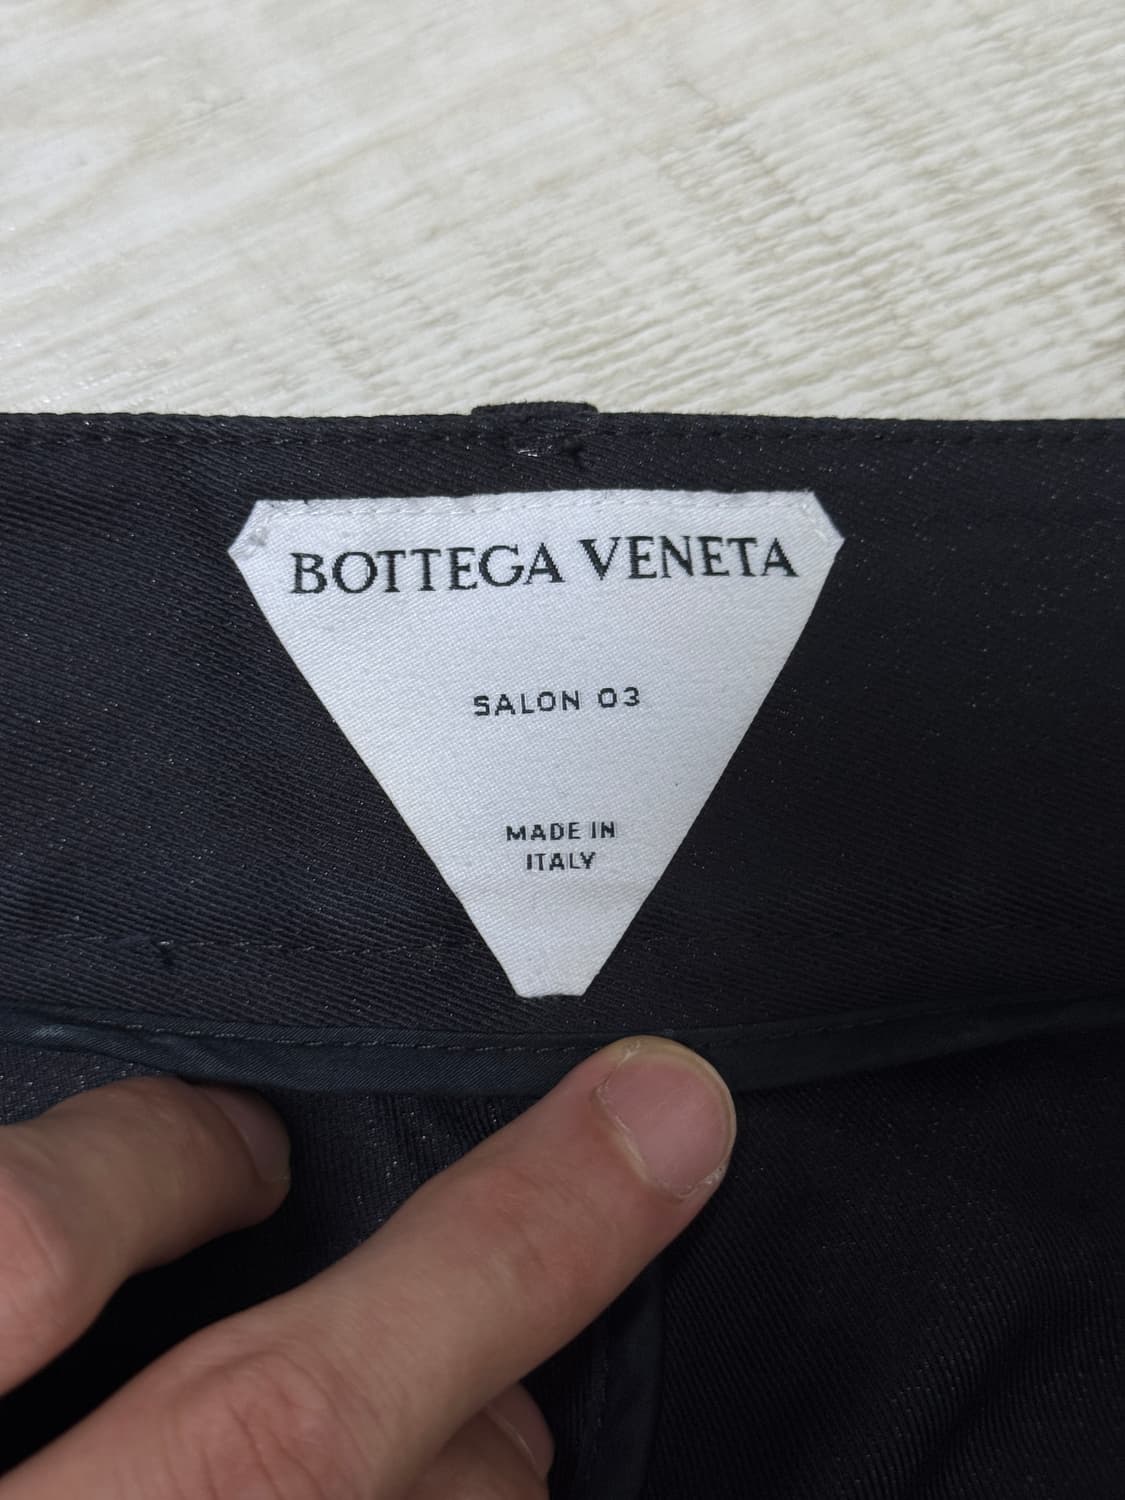 BOTTEGA VENETA
SALON 03
MADE IN
ITALY